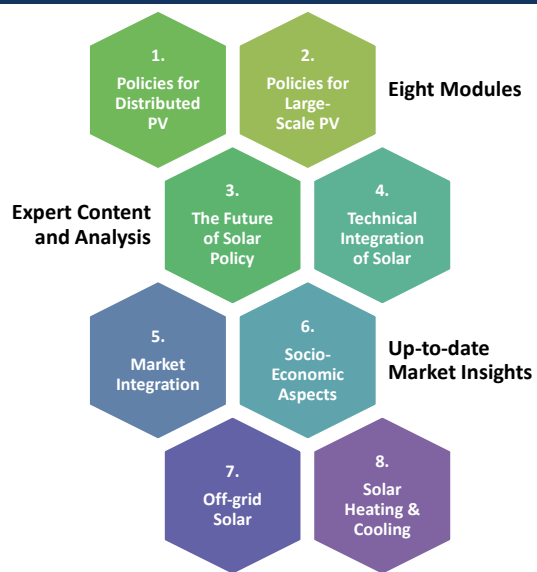 1.
Policies for
Distributed
PV
2.
Policies for
Large-
Scale PV
Eight Modules
Expert Content
and Analysis
3.
The Future
of Solar
Policy
4.
Technical
Integration
of Solar
5.
Market
Integration
6.
Socio-
Economic
Aspects
Up-to-date
Market Insights
7.
Off-grid
Solar
8.
Solar
Heating &
Cooling